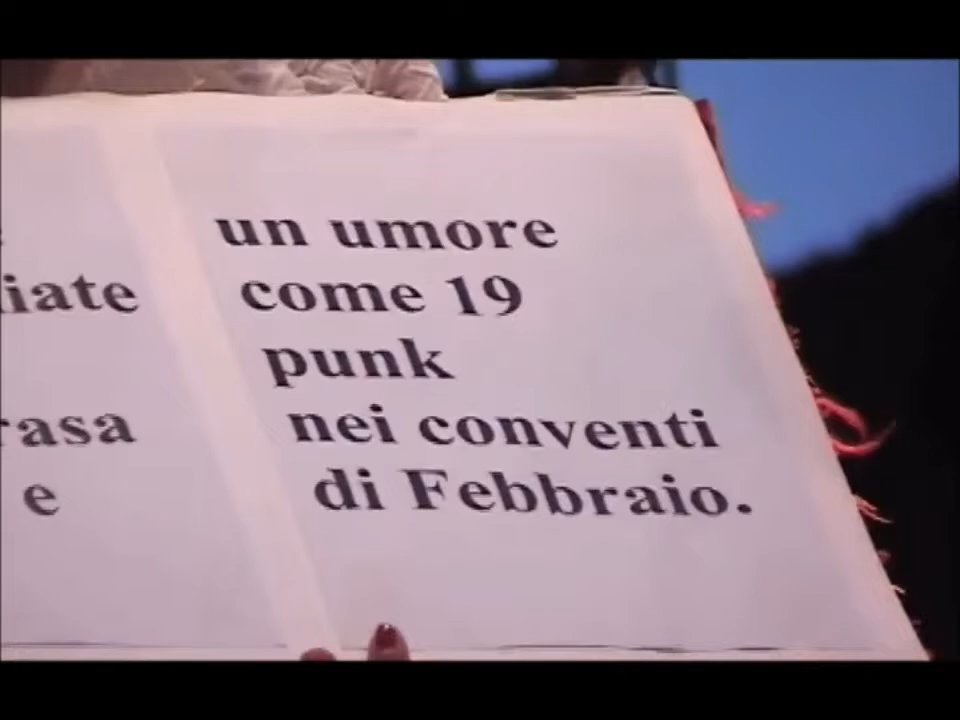 un umore
come 19
punk
nei conventi
di Febbraio.
e